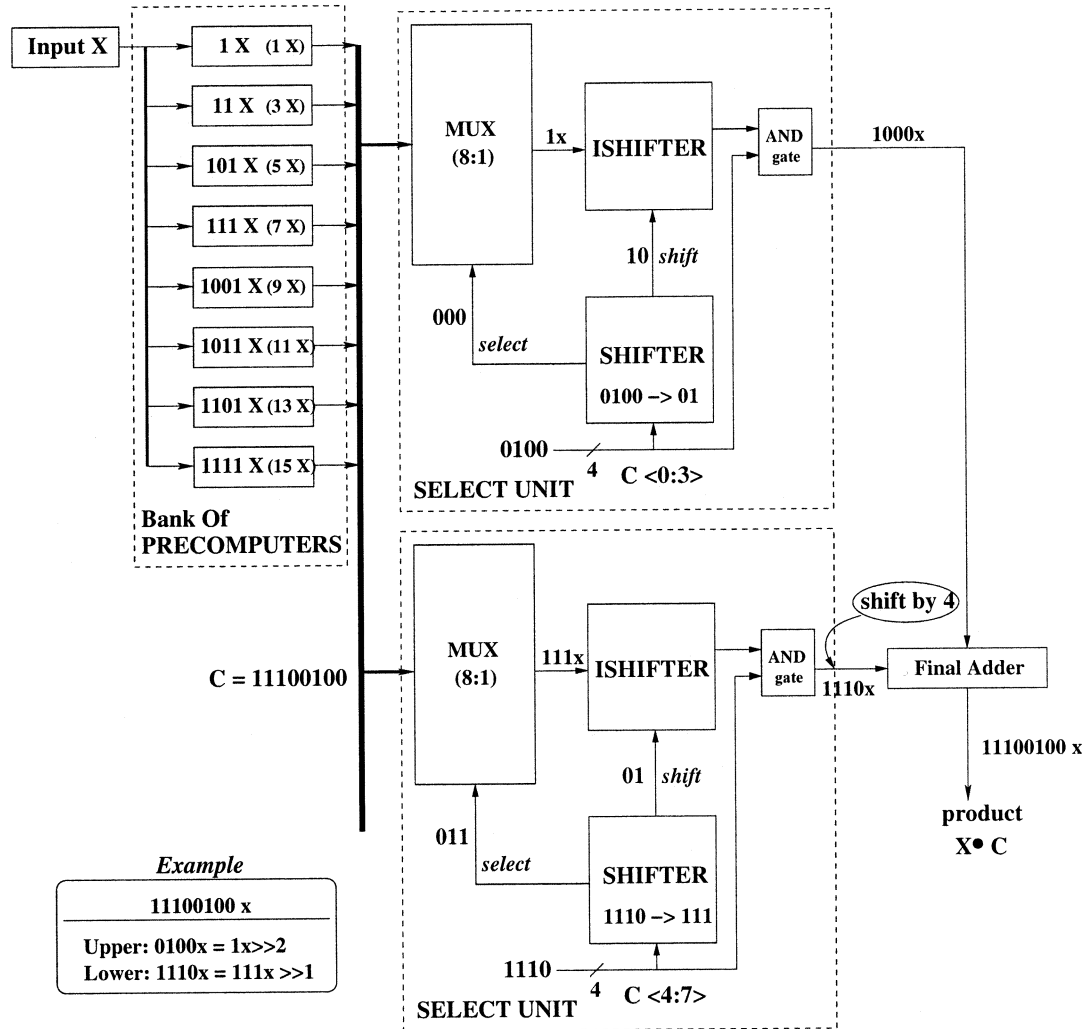 Input X
1 X (1 X)
11 X (3 X)
101 X (5 X)
111 X (7 X)
1001 X (9 X)
1011 X (11 X)
1101 X (13 X)
1111 X (15 X)
Bank Of
PRECOMPUTERS
MUX
(8:1)
1x
ISHIFTER
AND
gate
1000x
10 shift
000
select
SHIFTER
0100 –> 01
0100
4
C <0:3>
SELECT UNIT
C = 11100100
MUX
(8:1)
111x
ISHIFTER
AND
gate
shift by 4
1110x
Final Adder
11100100 x
product
X• C
01 shift
011
select
SHIFTER
1110 –> 111
1110
4
C <4:7>
SELECT UNIT
Example
11100100 x
Upper: 0100x = 1x>>2
Lower: 1110x = 111x >>1